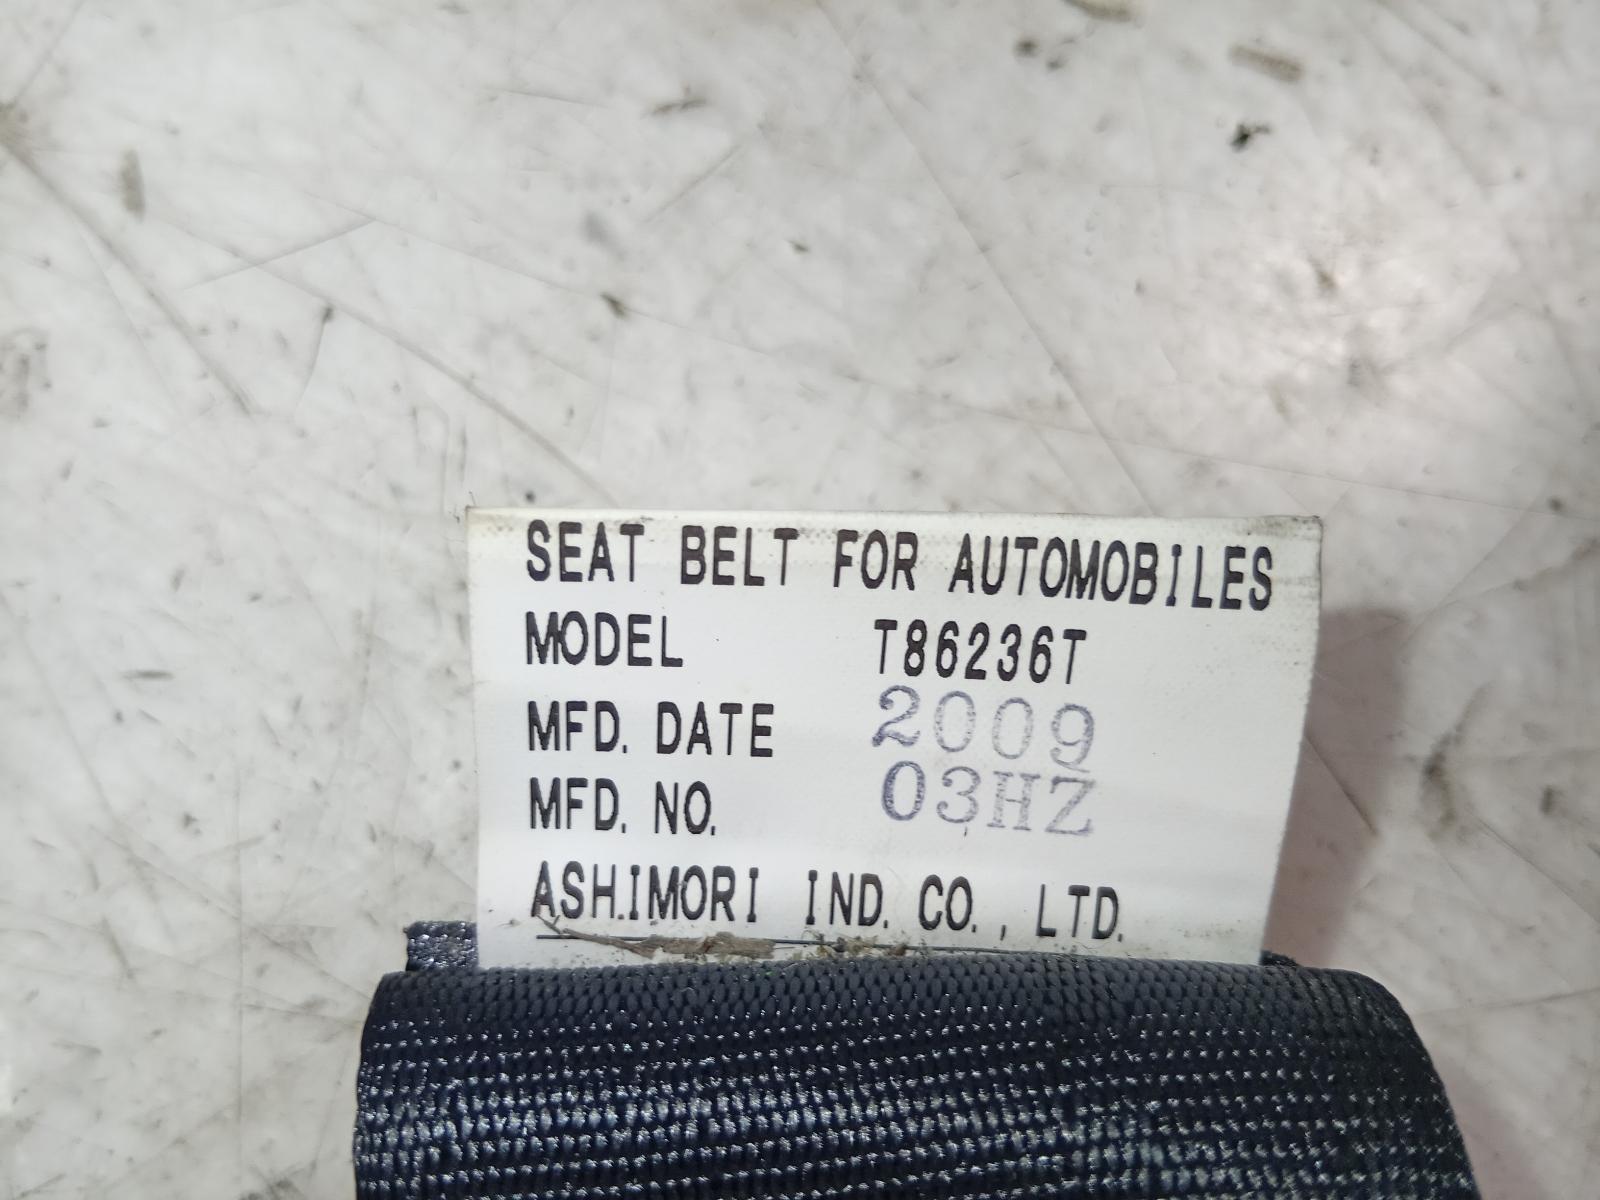 SEAT BELT FOR AUTOMOBILES
MODEL T86236T
MFD. DATE 2009
MFD. NO. 03HZ
ASHIMORI IND. CO., LTD.